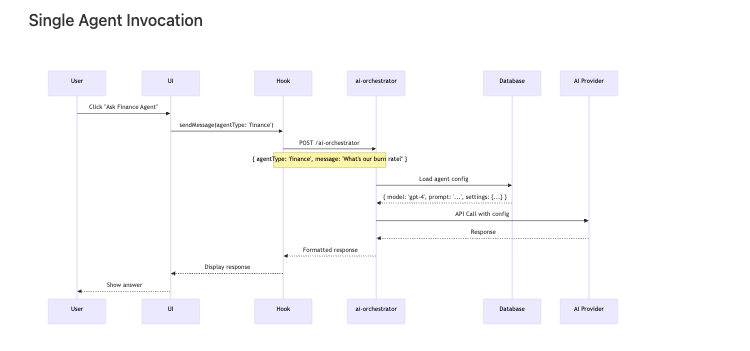 Single Agent Invocation
User UI Hook ai-orchestrator Database AI Provider
Click "Ask Finance Agent"
sendMessage(agentType: 'finance')
POST /ai-orchestrator
{ agentType: 'finance', message: 'What's our burn rate?' }
Load agent config
{ model: 'gpt-4', prompt: '...', settings: {...} }
API Call with config
Response
Formatted response
Display response
Show answer
User UI Hook ai-orchestrator Database AI Provider